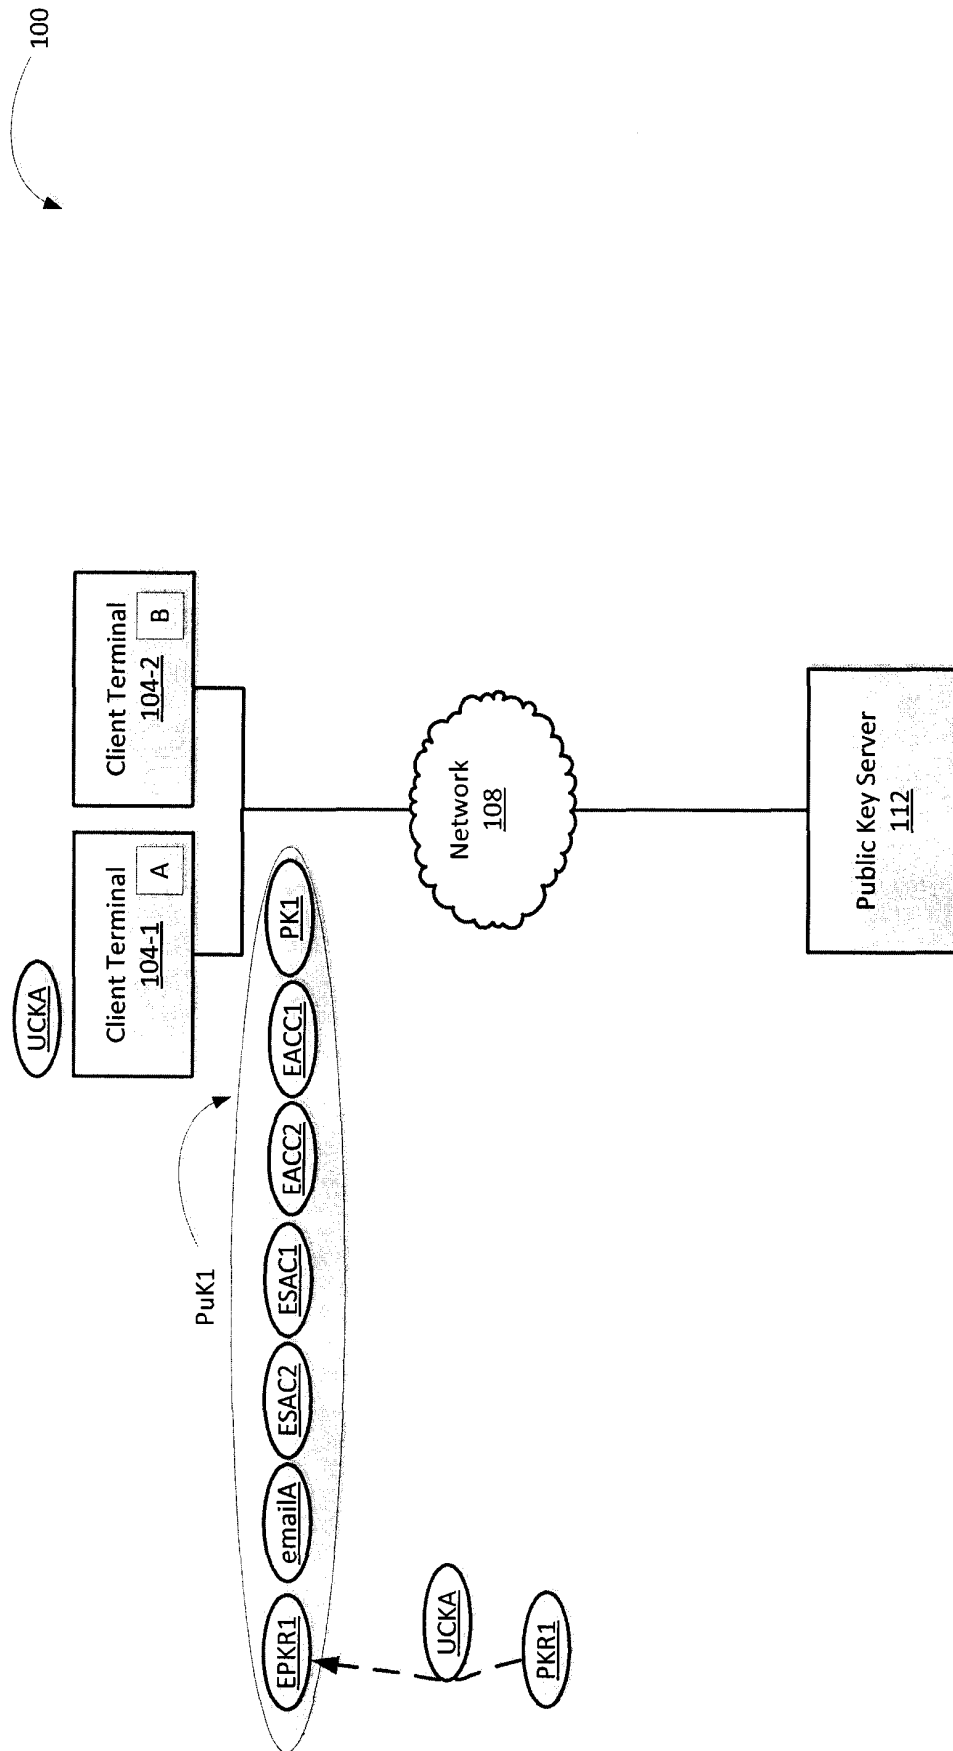 100
UCKA
Client Terminal
104-1
A
Client Terminal
104-2
B
PuK1
EPKR1
emailA
ESAC2
ESAC1
EACC2
EACC1
PK1
UCKA
PKR1
Network
108
Public Key Server
112